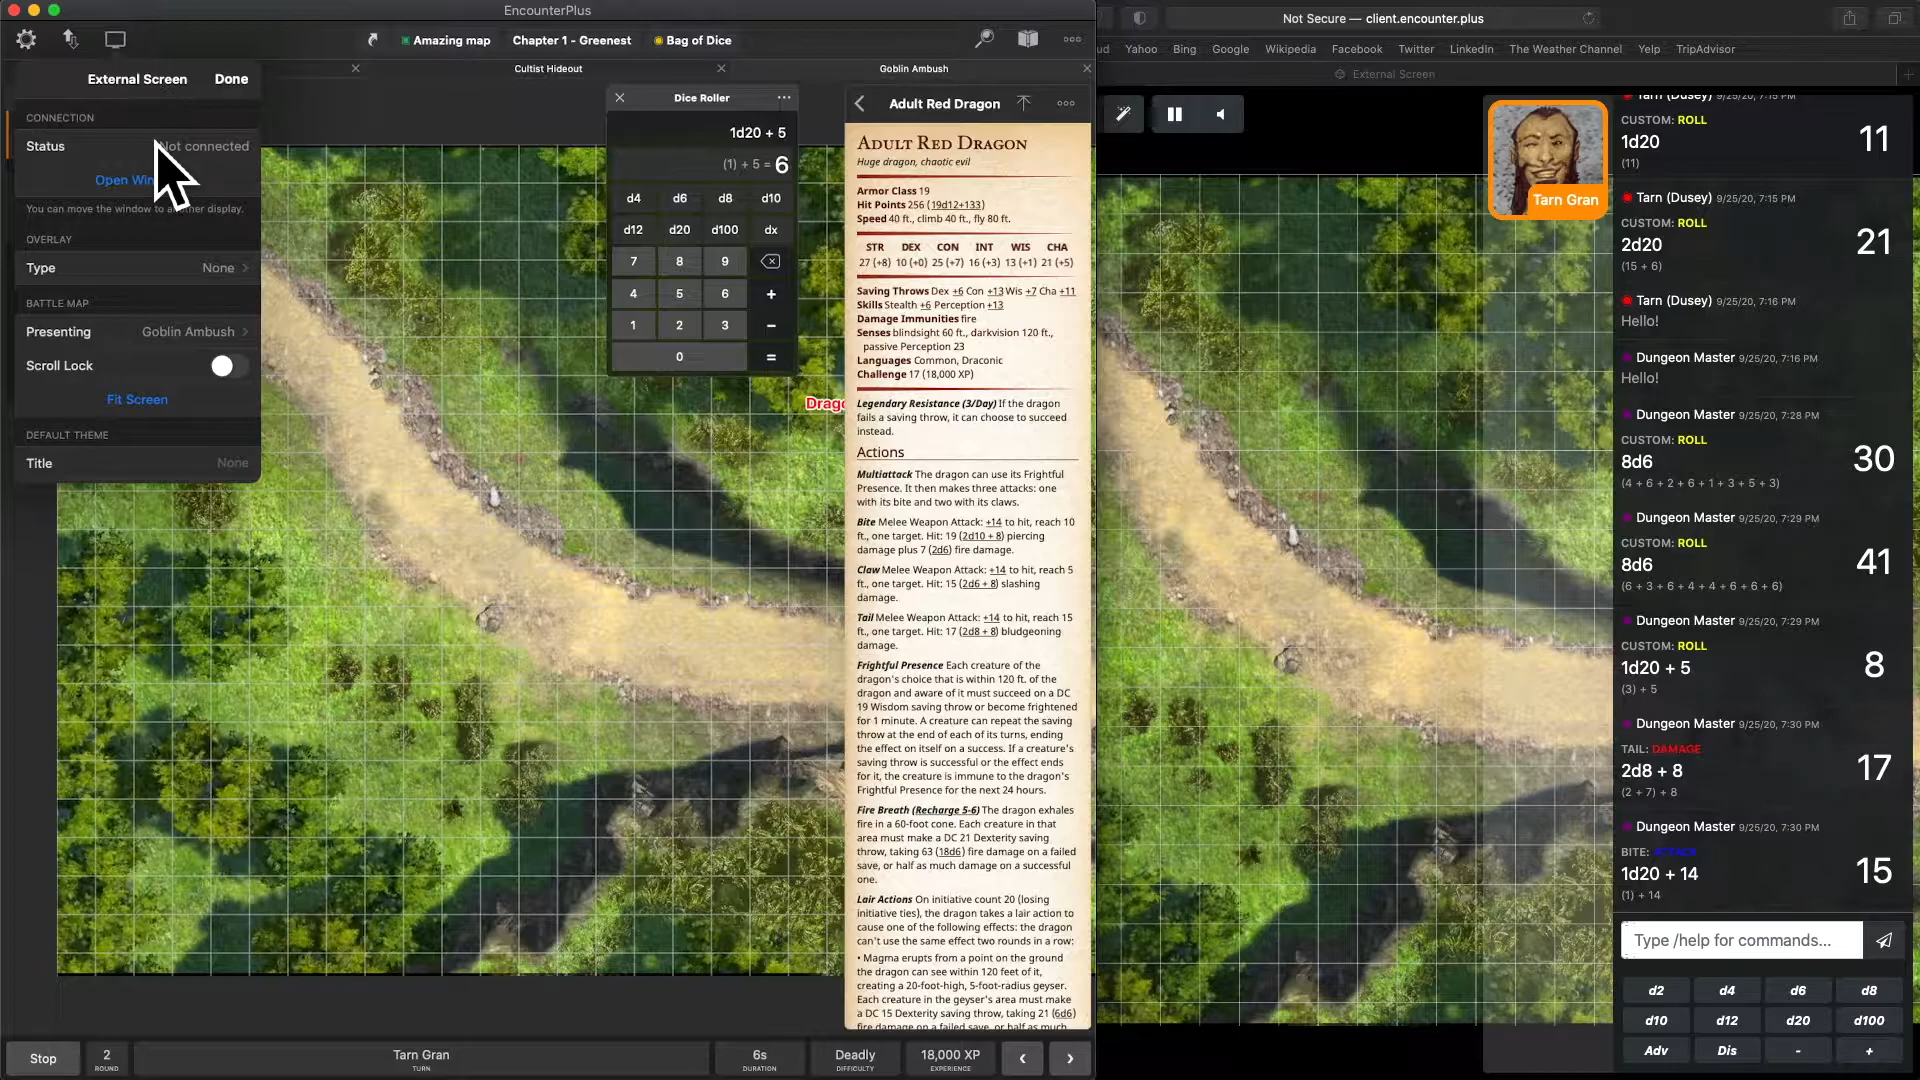 EncounterPlus
Amazing map
Chapter 1 - Greenest
Bag of Dice
Cultist Hideout
Goblin Ambush
External Screen
Done
CONNECTION
Status
Not connected
Open
You can move the window to another display.
OVERLAY
Type
None
BATTLE MAP
Presenting
Goblin Ambush
Scroll Lock
Fit Screen
DEFAULT THEME
Title
None
Dice Roller
1d20 + 5
(1) + 5 = 6
d4 d6 d8 d10
d12 d20 d100 dx
7 8 9
4 5 6 +
1 2 3 −
0 =
Adult Red Dragon
ADULT RED DRAGON
Huge dragon, chaotic evil
Armor Class 19
Hit Points 256 (19d12+133)
Speed 40 ft., climb 40 ft., fly 80 ft.
STR DEX CON INT WIS CHA
27 (+8) 10 (+0) 25 (+7) 16 (+3) 13 (+1) 21 (+5)
Saving Throws Dex +6 Con +13 Wis +7 Cha +11
Skills Stealth +6 Perception +13
Damage Immunities fire
Senses blindsight 60 ft., darkvision 120 ft.,
passive Perception 23
Languages Common, Draconic
Challenge 17 (18,000 XP)
Legendary Resistance (3/Day) If the dragon
fails a saving throw, it can choose to succeed
instead.
Actions
Multiattack The dragon can use its Frightful
Presence. It then makes three attacks: one
with its bite and two with its claws.
Bite Melee Weapon Attack: +14 to hit, reach 10
ft., one target. Hit: 19 (2d10 + 8) piercing
damage plus 7 (2d6) fire damage.
Claw Melee Weapon Attack: +14 to hit, reach 5
ft., one target. Hit: 15 (2d6 + 8) slashing
damage.
Tail Melee Weapon Attack: +14 to hit, reach 15
ft., one target. Hit: 17 (2d8 + 8) bludgeoning
damage.
Frightful Presence Each creature of the
dragon's choice that is within 120 ft. of the
dragon and aware of it must succeed on a DC
19 Wisdom saving throw or become frightened
for 1 minute. A creature can repeat the saving
throw at the end of each of its turns, ending
the effect on itself on a success. If a creature's
saving throw is successful or the effect ends
for it, the creature is immune to the dragon's
Frightful Presence for the next 24 hours.
Fire Breath (Recharge 5-6) The dragon exhales
fire in a 60-foot cone. Each creature in that
area must make a DC 21 Dexterity saving
throw, taking 63 (18d6) fire damage on a failed
save, or half as much damage on a successful
one.
Lair Actions On initiative count 20 (losing
initiative ties), the dragon takes a lair action to
cause one of the following effects: the dragon
can't use the same effect two rounds in a row:
• Magma erupts from a point on the ground
the dragon can see within 120 feet of it,
creating a 20-foot-high, 5-foot-radius geyser.
Each creature in the geyser's area must make
a DC 15 Dexterity saving throw, taking 21 (6d6)
fire damage on a failed save, or half as much
Stop
2
ROUND
Tarn Gran
TURN
6s
DURATION
Deadly
DIFFICULTY
18,000 XP
EXPERIENCE
Not Secure — client.encounter.plus
Yahoo Bing Google Wikipedia Facebook Twitter LinkedIn The Weather Channel Yelp TripAdvisor
External Screen
Tarn Gran
Tarn (Dusey) 9/25/20, 7:15 PM
CUSTOM: ROLL
1d20
(11)
11
Tarn (Dusey) 9/25/20, 7:15 PM
CUSTOM: ROLL
2d20
(15 + 6)
21
Tarn (Dusey) 9/25/20, 7:16 PM
Hello!
Dungeon Master 9/25/20, 7:16 PM
Hello!
Dungeon Master 9/25/20, 7:28 PM
CUSTOM: ROLL
8d6
(4 + 6 + 2 + 6 + 1 + 3 + 5 + 3)
30
Dungeon Master 9/25/20, 7:29 PM
CUSTOM: ROLL
8d6
(6 + 3 + 6 + 4 + 4 + 6 + 6 + 6)
41
Dungeon Master 9/25/20, 7:29 PM
CUSTOM: ROLL
1d20 + 5
(3) + 5
8
Dungeon Master 9/25/20, 7:30 PM
TAIL: DAMAGE
2d8 + 8
(2 + 7) + 8
17
Dungeon Master 9/25/20, 7:30 PM
BITE: ATTACK
1d20 + 14
(1) + 14
15
Type /help for commands...
d2 d4 d6 d8
d10 d12 d20 d100
Adv Dis - +